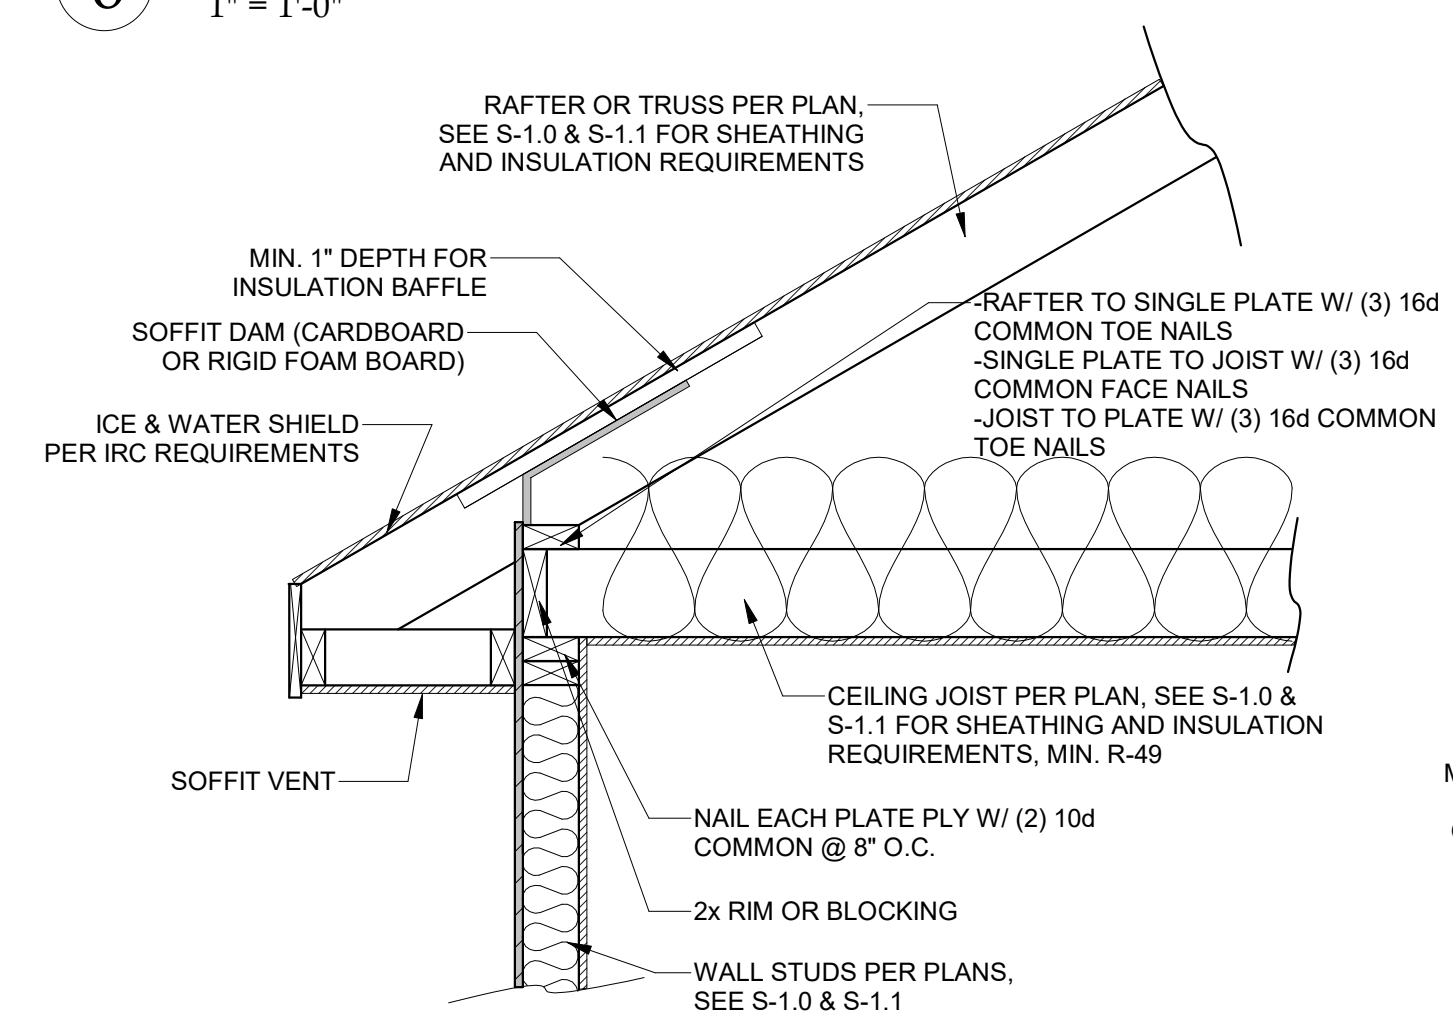 1" = 1'-0"
RAFTER OR TRUSS PER PLAN,
SEE S-1.0 & S-1.1 FOR SHEATHING
AND INSULATION REQUIREMENTS
MIN. 1" DEPTH FOR
INSULATION BAFFLE
SOFFIT DAM (CARDBOARD
OR RIGID FOAM BOARD)
ICE & WATER SHIELD
PER IRC REQUIREMENTS
-RAFTER TO SINGLE PLATE W/ (3) 16d
COMMON TOE NAILS
-SINGLE PLATE TO JOIST W/ (3) 16d
COMMON FACE NAILS
-JOIST TO PLATE W/ (3) 16d COMMON
TOE NAILS
CEILING JOIST PER PLAN, SEE S-1.0 &
S-1.1 FOR SHEATHING AND INSULATION
REQUIREMENTS, MIN. R-49
SOFFIT VENT
NAIL EACH PLATE PLY W/ (2) 10d
COMMON @ 8" O.C.
2x RIM OR BLOCKING
WALL STUDS PER PLANS,
SEE S-1.0 & S-1.1